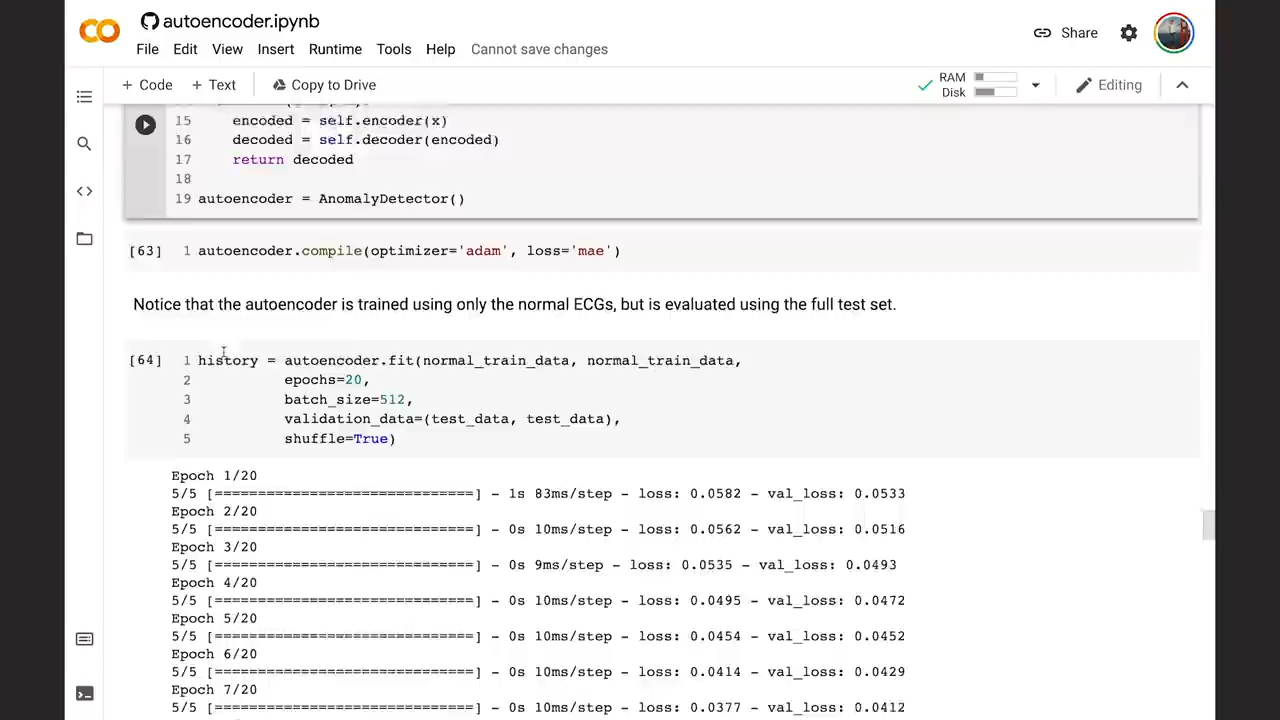 autoencoder.ipynb
File Edit View Insert Runtime Tools Help Cannot save changes
Share
+ Code + Text Copy to Drive
RAM
Disk
Editing
15 encoded = self.encoder(x)
16 decoded = self.decoder(encoded)
17 return decoded
18
19 autoencoder = AnomalyDetector()
[63] 1 autoencoder.compile(optimizer='adam', loss='mae')
Notice that the autoencoder is trained using only the normal ECGs, but is evaluated using the full test set.
[64] 1 history = autoencoder.fit(normal_train_data, normal_train_data,
2 epochs=20,
3 batch_size=512,
4 validation_data=(test_data, test_data),
5 shuffle=True)
Epoch 1/20
5/5 [==============================] - 1s 83ms/step - loss: 0.0582 - val_loss: 0.0533
Epoch 2/20
5/5 [==============================] - 0s 10ms/step - loss: 0.0562 - val_loss: 0.0516
Epoch 3/20
5/5 [==============================] - 0s 9ms/step - loss: 0.0535 - val_loss: 0.0493
Epoch 4/20
5/5 [==============================] - 0s 10ms/step - loss: 0.0495 - val_loss: 0.0472
Epoch 5/20
5/5 [==============================] - 0s 10ms/step - loss: 0.0454 - val_loss: 0.0452
Epoch 6/20
5/5 [==============================] - 0s 10ms/step - loss: 0.0414 - val_loss: 0.0429
Epoch 7/20
5/5 [==============================] - 0s 10ms/step - loss: 0.0377 - val_loss: 0.0412